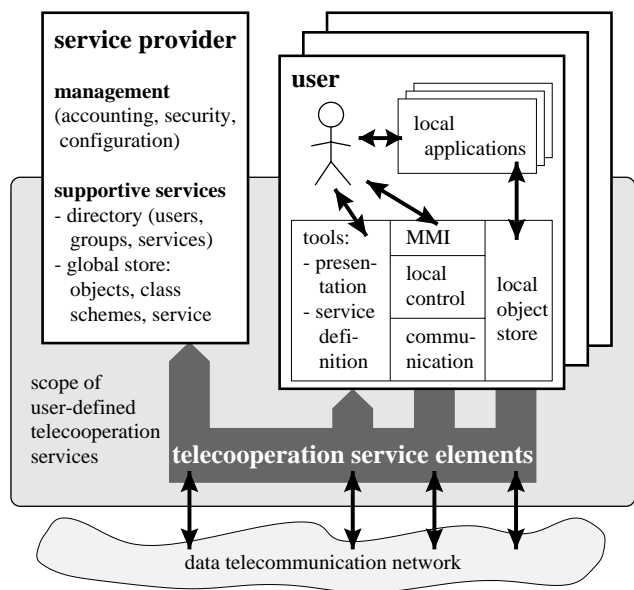 service provider
management
(accounting, security,
configuration)
supportive services
- directory (users,
groups, services)
- global store:
objects, class
schemes, service
user
local
applications
tools:
- presen-
tation
- service
defi-
nition
MMI
local
control
commu-
nication
local
object
store
scope of
user-defined
telecooperation
services
telecooperation service elements
data telecommunication network